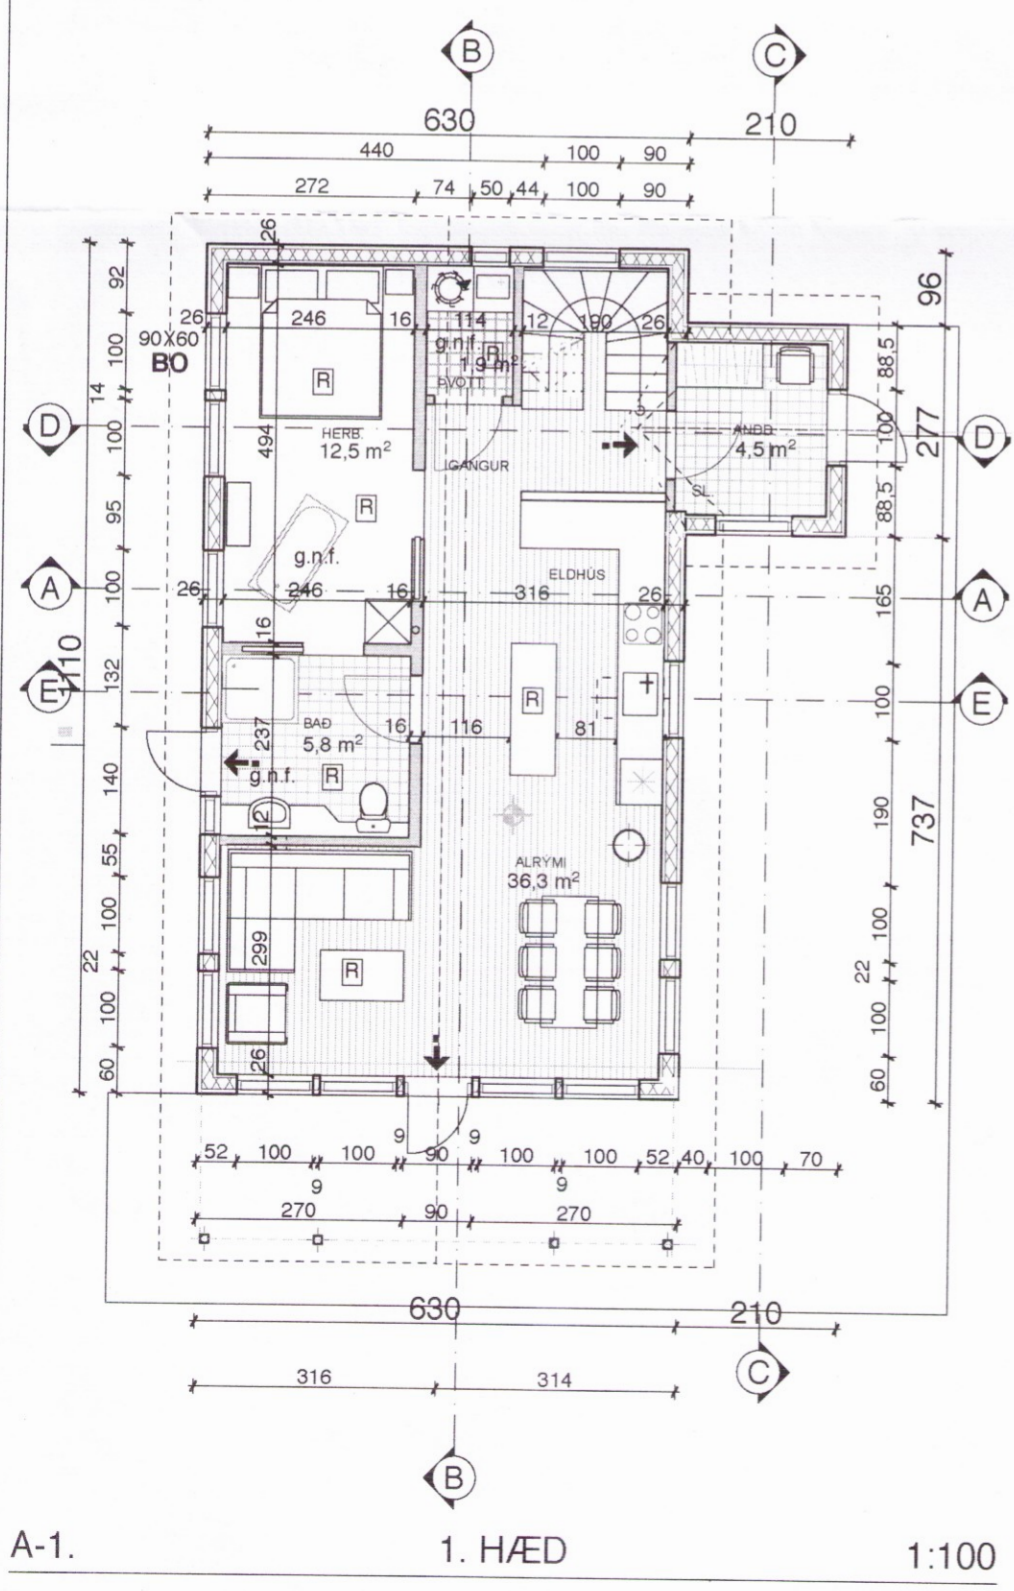 B
C
630
210
440
100
90
272
74
50
44
100
90
26
92
96
26
246
16
114
12
190
26
90X60
BO
100
g.n.f.
1,9 m²
ÞVOTT.
R
R
88,5
14
D
HERB.
12,5 m²
494
100
ANDD.
4,5 m²
100
277
D
GANGUR
SL.
88,5
95
R
g.n.f.
A
100
ELDHÚS
26
246
16
316
26
165
A
16
1110
E
132
R
100
E
BAÐ
5,8 m²
237
16
116
81
g.n.f.
R
140
12
190
737
55
ALRÝMI
36,3 m²
100
299
100
22
R
22
100
100
60
26
60
9
9
52
100
100
90
100
100
52
40
100
70
9
9
270
90
270
630
210
316
314
C
B
A-1.
1. HÆÐ
1:100